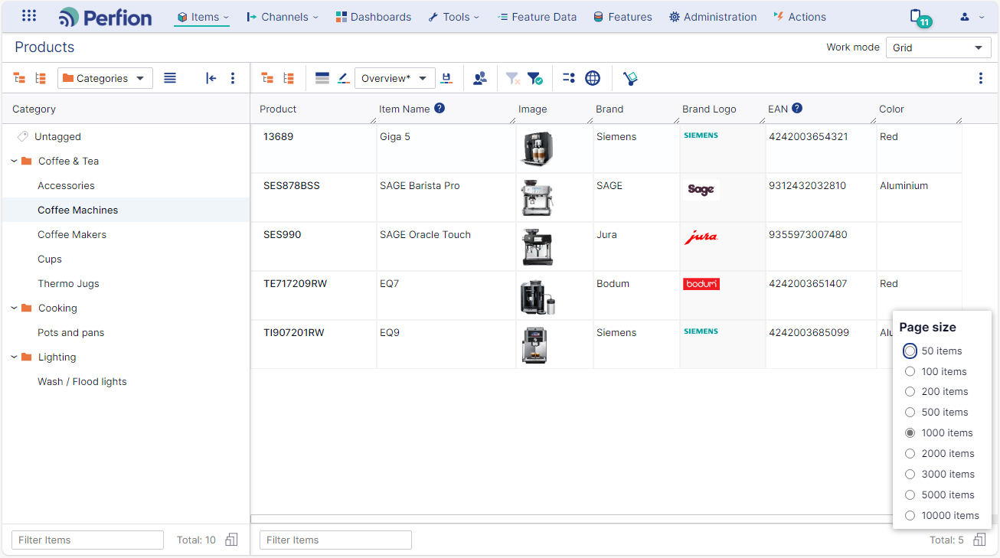 Perfion Items Channels Dashboards Tools Feature Data Features Administration Actions 11
Products Work mode Grid
Categories Overview*
Category Product Item Name ? Image Brand Brand Logo EAN ? Color
Untagged 13689 Giga 5 Siemens SIEMENS 4242003654321 Red
Coffee & Tea
Accessories SES878BSS SAGE Barista Pro SAGE Sage 9312432032810 Aluminium
Coffee Machines
Coffee Makers SES990 SAGE Oracle Touch Jura jura 9355973007480
Cups
Thermo Jugs TE717209RW EQ7 Bodum bodum 4242003651407 Red
Cooking
Pots and pans TI907201RW EQ9 Siemens SIEMENS 4242003685099
Lighting
Wash / Flood lights
Page size
50 items
100 items
200 items
500 items
1000 items
2000 items
3000 items
5000 items
10000 items
Filter Items Total: 10 Filter Items Total: 5